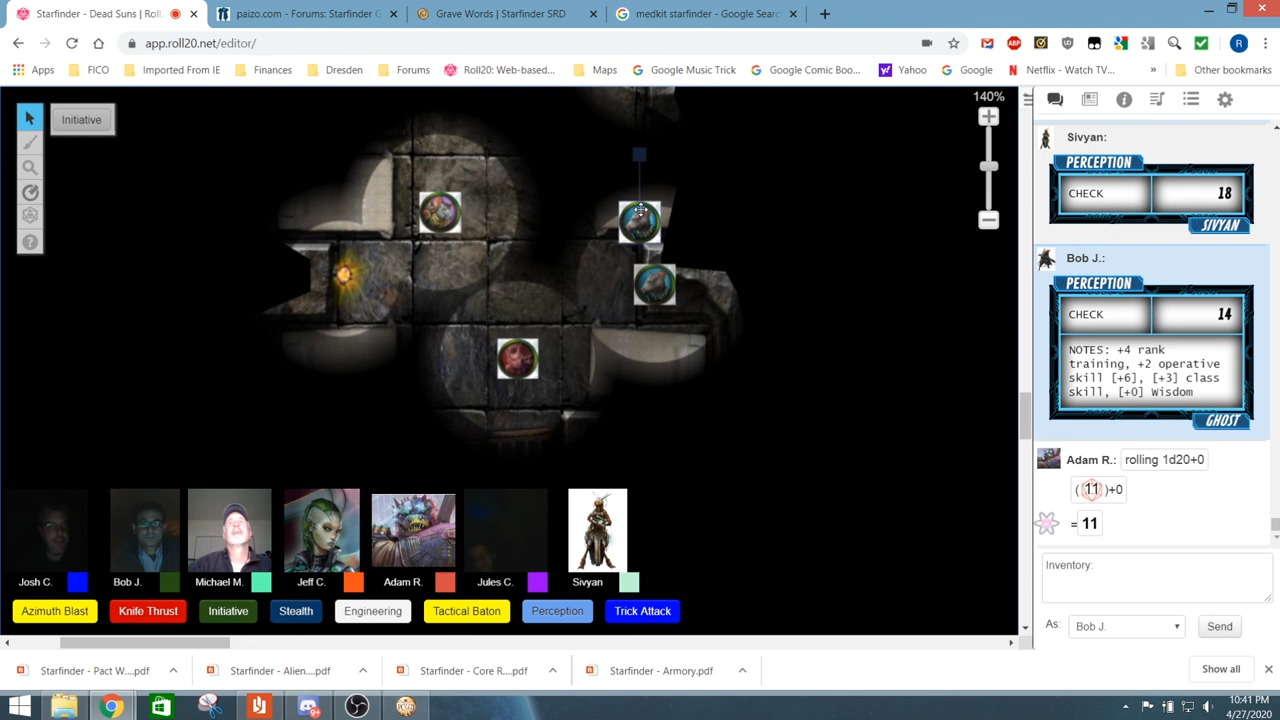 Starfinder - Dead Suns | Roll
paizo.com - Forums: Starfinder G
Grave Words | Starfinder SRD
medkit starfinder - Google Sear
app.roll20.net/editor/
ABP
R
Apps
FICO
Imported From IE
Finances
Dresden
Forums
Roll20: Web-based...
Maps
Google Music Trick
Google Comic Boo...
Yahoo
Google
Netflix - Watch TV...
»
Other bookmarks
Initiative
140%
Sivyan:
PERCEPTION
CHECK
18
SIVYAN
Bob J.:
PERCEPTION
CHECK
14
NOTES: +4 rank
training, +2 operative
skill [+6], [+3] class
skill, [+0] Wisdom
GHOST
Adam R.:
rolling 1d20+0
(11)+0
=11
Inventory:
As:
Bob J.
Send
Josh C.
Bob J.
Michael M.
Jeff C.
Adam R.
Jules C.
Sivyan
Azimuth Blast
Knife Thrust
Initiative
Stealth
Engineering
Tactical Baton
Perception
Trick Attack
Starfinder - Pact W....pdf
Starfinder - Alien....pdf
Starfinder - Core R....pdf
Starfinder - Armory.pdf
Show all
10:41 PM
4/27/2020